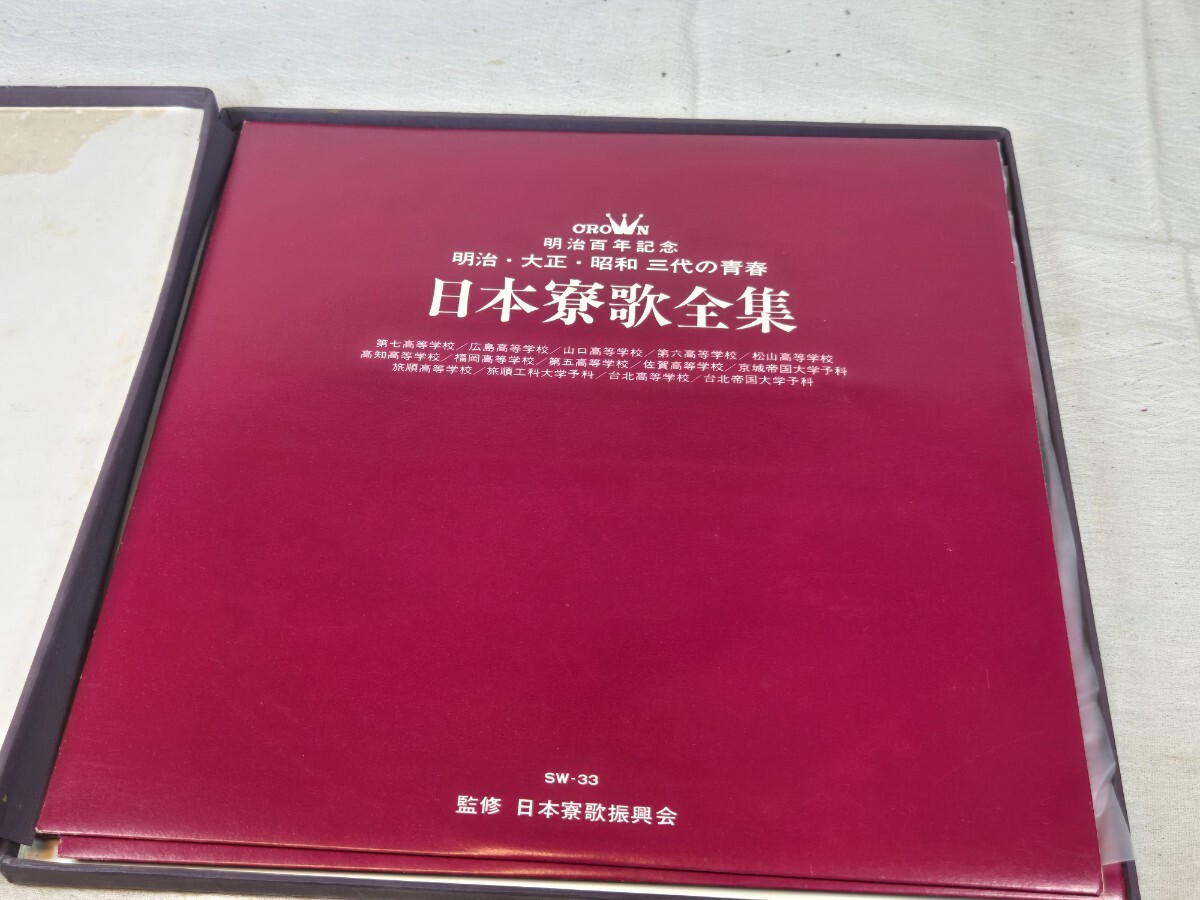 CROWN
明治百年記念
明治・大正・昭和 三代の青春
日本寮歌全集
第七高等学校／広島高等学校／山口高等学校／第六高等学校／松山高等学校
高知高等学校／福岡高等学校／第五高等学校／佐賀高等学校／京城帝国大学予科
旅順高等学校／旅順工科大学予科／台北高等学校／台北帝国大学予科
SW-33
監修 日本寮歌振興会